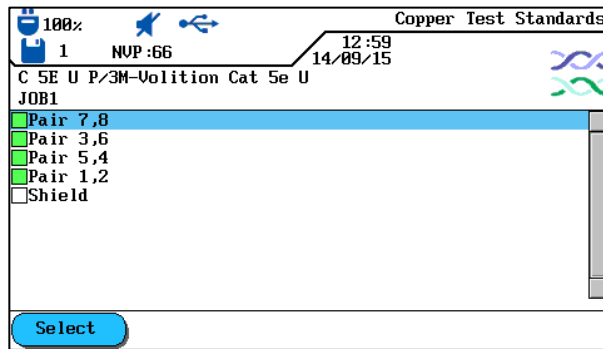 100%
Copper Test Standards
1 NVP:66
12:59
14/09/15
C 5E U P/3M-Volition Cat 5e U
JOB1
Pair 7,8
Pair 3,6
Pair 5,4
Pair 1,2
Shield
Select